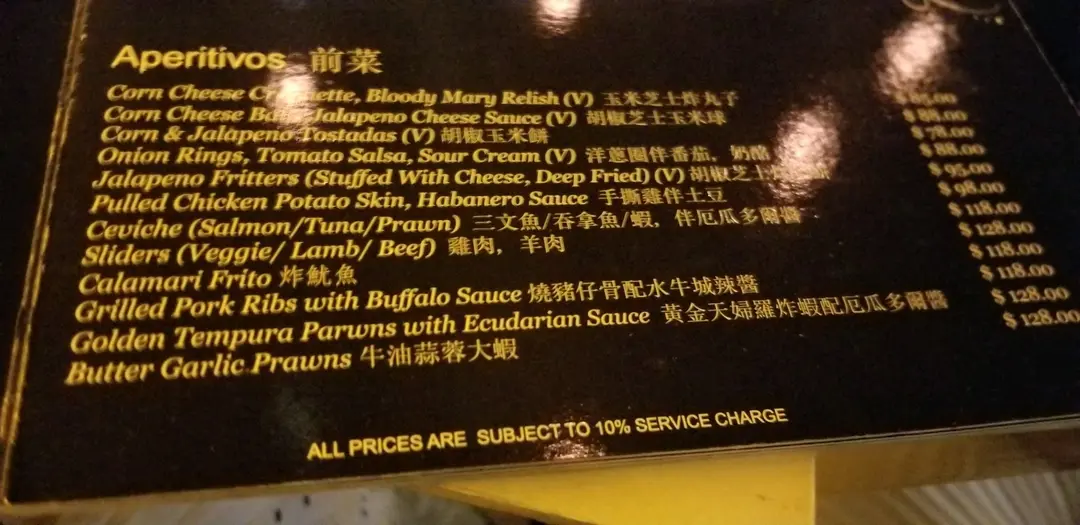 Aperitivos 前菜
Corn Cheese Bloody Mary Relish (V) 玉米芝士炸丸子
Corn Cheese Jalapeno Cheese Sauce (V) 胡椒芝士玉米球 $ 88.00
Corn & Jalapeno Tostadas (V) 胡椒玉米餅 $ 78.00
Onion Rings, Tomato Salsa, Sour Cream (V) 洋蔥圈伴番茄，奶酪 $ 88.00
Jalapeno Fritters (Stuffed With Cheese, Deep Fried) (V) 胡椒芝士 $ 95.00
Pulled Chicken Potato Skin, Habanero Sauce 手撕雞伴土豆 $ 98.00
Ceviche (Salmon/Tuna/Prawn) 三文魚/吞拿魚/蝦，伴厄瓜多爾醬 $ 118.00
Sliders (Veggie/ Lamb/ Beef) 雞肉，羊肉 $ 128.00
Calamari Frito 炸魷魚 $ 118.00
Grilled Pork Ribs with Buffalo Sauce 燒豬仔骨配水牛城辣醬 $ 118.00
Golden Tempura Parwns with Ecudarian Sauce 黃金天婦羅炸蝦配厄瓜多爾醬 $ 128.00
Butter Garlic Prawns 牛油蒜蓉大蝦 $ 128.00
ALL PRICES ARE SUBJECT TO 10% SERVICE CHARGE